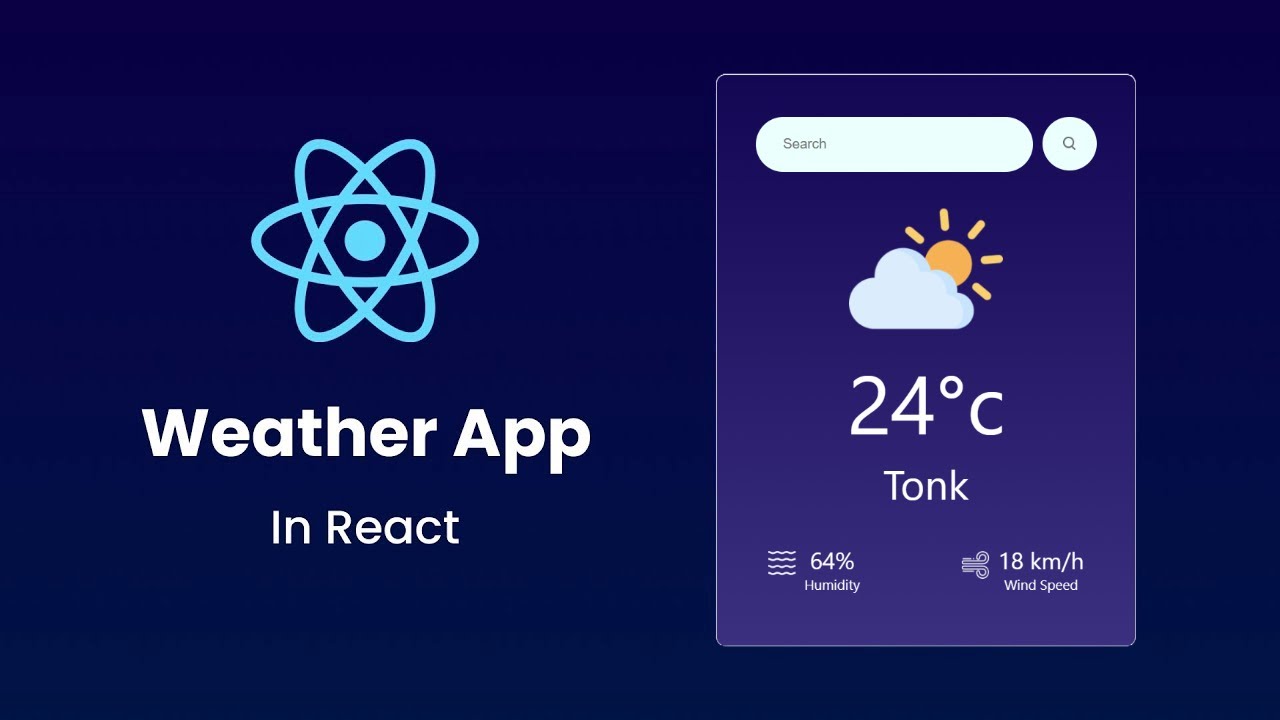 Weather App
In React
Search
24°c
Tonk
64%
Humidity
18 km/h
Wind Speed